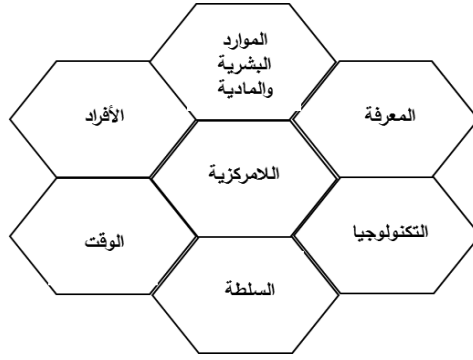 الموارد
البشرية
والمادية
المعرفة
الأفراد
اللامركزية
التكنولوجيا
الوقت
السلطة